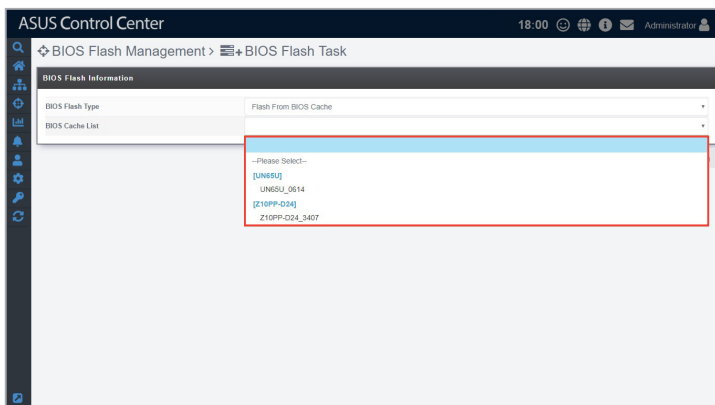 ASUS Control Center
18:00
Administrator
BIOS Flash Management > BIOS Flash Task
BIOS Flash Information
BIOS Flash Type
Flash From BIOS Cache
BIOS Cache List
--Please Select--
[UN65U]
UN65U_0614
[Z10PP-D24]
Z10PP-D24_3407